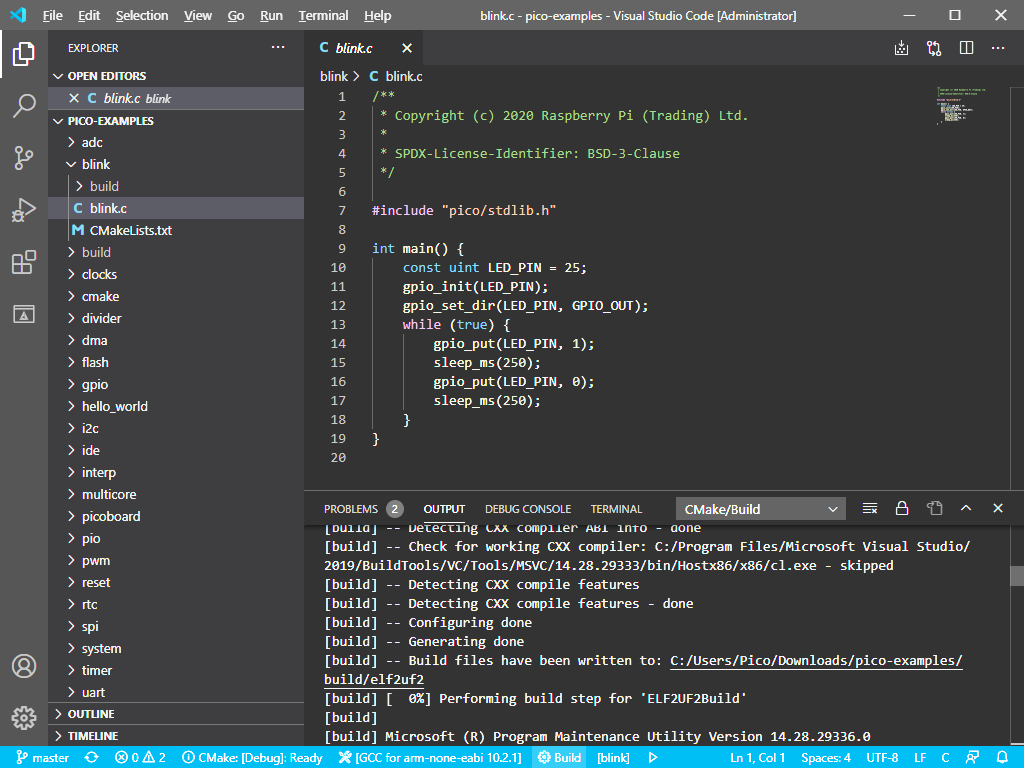 File Edit Selection View Go Run Terminal Help
blink.c - pico-examples - Visual Studio Code [Administrator]
EXPLORER
OPEN EDITORS
C blink.c blink
PICO-EXAMPLES
adc
blink
build
C blink.c
M CMakeLists.txt
build
clocks
cmake
divider
dma
flash
gpio
hello_world
i2c
ide
interp
multicore
picoboard
pio
pwm
reset
rtc
spi
system
timer
uart
OUTLINE
TIMELINE
C blink.c
blink > C blink.c
1 /**
2 * Copyright (c) 2020 Raspberry Pi (Trading) Ltd.
3 *
4 * SPDX-License-Identifier: BSD-3-Clause
5 */
6
7 #include "pico/stdlib.h"
8
9 int main() {
10 const uint LED_PIN = 25;
11 gpio_init(LED_PIN);
12 gpio_set_dir(LED_PIN, GPIO_OUT);
13 while (true) {
14 gpio_put(LED_PIN, 1);
15 sleep_ms(250);
16 gpio_put(LED_PIN, 0);
17 sleep_ms(250);
18 }
19 }
20
PROBLEMS 2 OUTPUT DEBUG CONSOLE TERMINAL CMake/Build
[build] -- Detecting CXX compiler ABI info - done
[build] -- Check for working CXX compiler: C:/Program Files/Microsoft Visual Studio/
2019/BuildTools/VC/Tools/MSVC/14.28.29333/bin/Hostx86/x86/cl.exe - skipped
[build] -- Detecting CXX compile features
[build] -- Detecting CXX compile features - done
[build] -- Configuring done
[build] -- Generating done
[build] -- Build files have been written to: C:/Users/Pico/Downloads/pico-examples/
build/elf2uf2
[build] [  0%] Performing build step for 'ELF2UF2Build'
[build]
[build] Microsoft (R) Program Maintenance Utility Version 14.28.29336.0
master 0 2 CMake: [Debug]: Ready [GCC for arm-none-eabi 10.2.1] Build [blink] Ln 1, Col 1 Spaces: 4 UTF-8 LF C